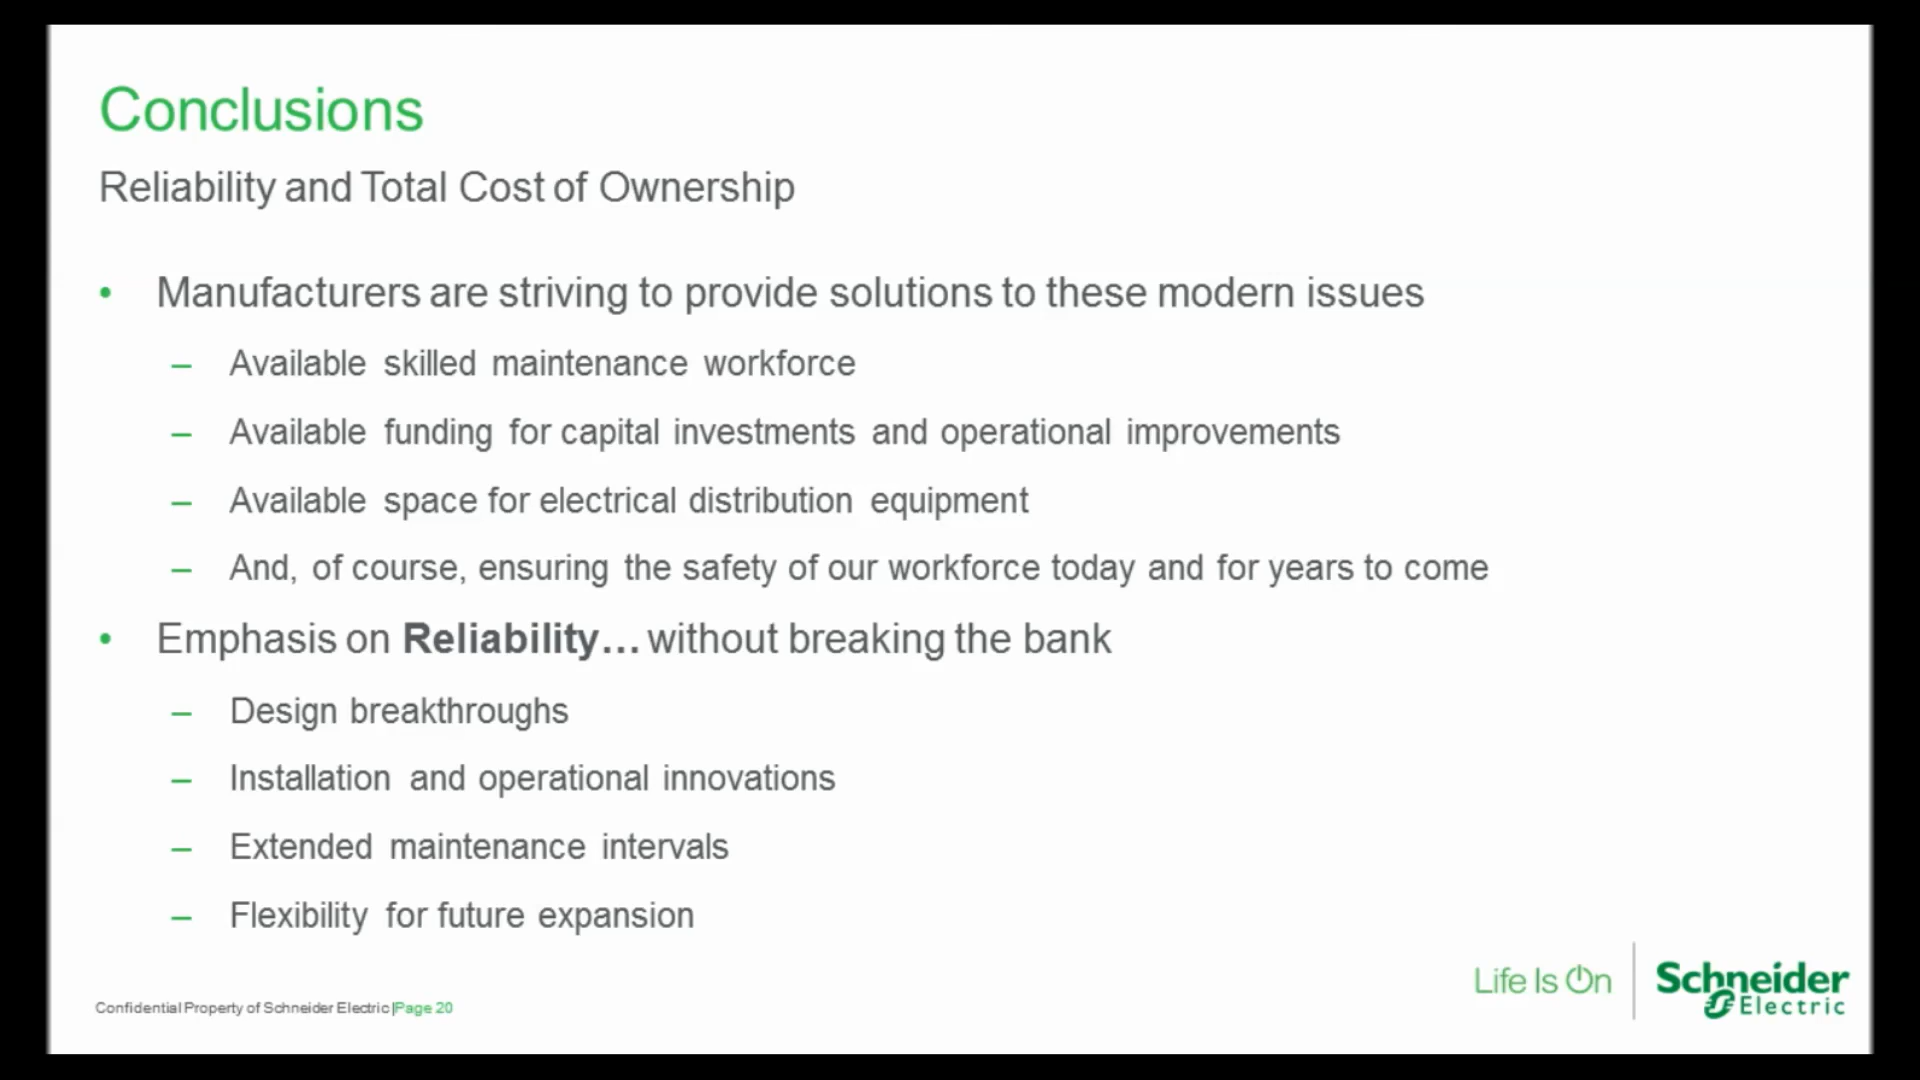 Conclusions
Reliability and Total Cost of Ownership
• Manufacturers are striving to provide solutions to these modern issues
– Available skilled maintenance workforce
– Available funding for capital investments and operational improvements
– Available space for electrical distribution equipment
– And, of course, ensuring the safety of our workforce today and for years to come
• Emphasis on Reliability... without breaking the bank
– Design breakthroughs
– Installation and operational innovations
– Extended maintenance intervals
– Flexibility for future expansion
Confidential Property of Schneider Electric |Page 20
Life Is On
Schneider
Electric